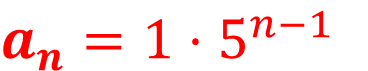 aₙ = 1 · 5ⁿ⁻¹